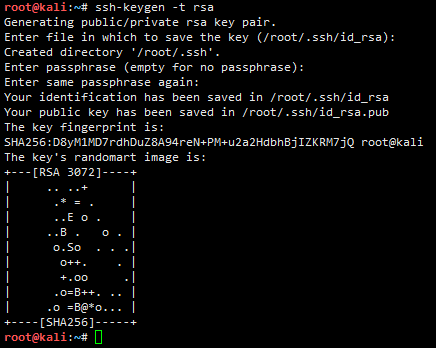 root@kali:~# ssh-keygen -t rsa
Generating public/private rsa key pair.
Enter file in which to save the key (/root/.ssh/id_rsa):
Created directory '/root/.ssh'.
Enter passphrase (empty for no passphrase):
Enter same passphrase again:
Your identification has been saved in /root/.ssh/id_rsa
Your public key has been saved in /root/.ssh/id_rsa.pub
The key fingerprint is:
SHA256:D8yM1MD7rdhDuZ8A94reN+PM+u2a2HdbhBjIZKRM7jQ root@kali
The key's randomart image is:
+---[RSA 3072]----+
|     .. ..+      |
|      .* = .     |
|      ..E o .    |
|     ..B .   o . |
|      o.So  . . .|
|       o++.    . |
|       +.oo     .|
|      .o=B++. .. |
|     .o =B@*o... |
+----[SHA256]-----+
root@kali:~#